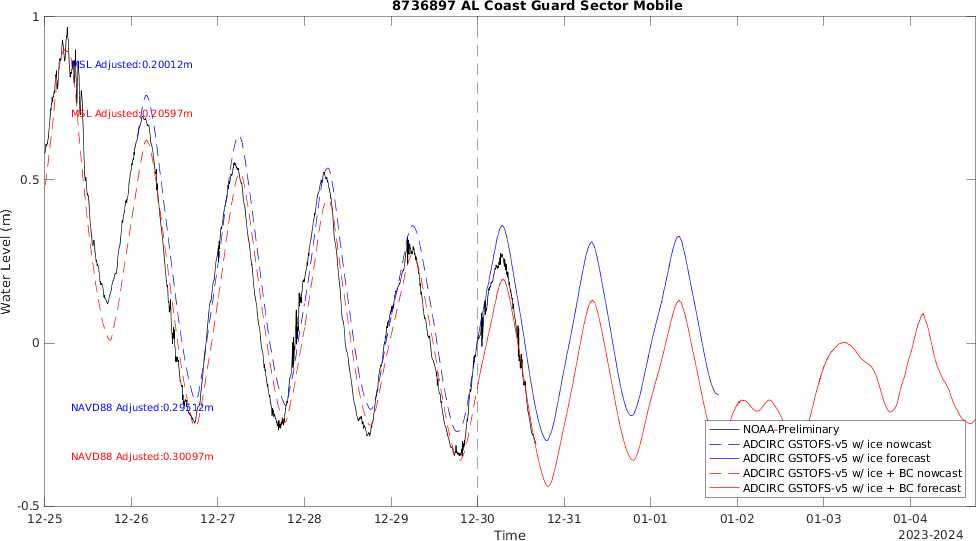 8736897 AL Coast Guard Sector Mobile
1
MSL Adjusted:0.20012m
MSL Adjusted:0.20597m
0.5
Water Level (m)
0
NAVD88 Adjusted:0.29512m
NAVD88 Adjusted:0.30097m
-0.5
NOAA-Preliminary
ADCIRC GSTOFS-v5 w/ ice nowcast
ADCIRC GSTOFS-v5 w/ ice forecast
ADCIRC GSTOFS-v5 w/ ice + BC nowcast
ADCIRC GSTOFS-v5 w/ ice + BC forecast
12-25 12-26 12-27 12-28 12-29 12-30 12-31 01-01 01-02 01-03 01-04
Time
2023-2024